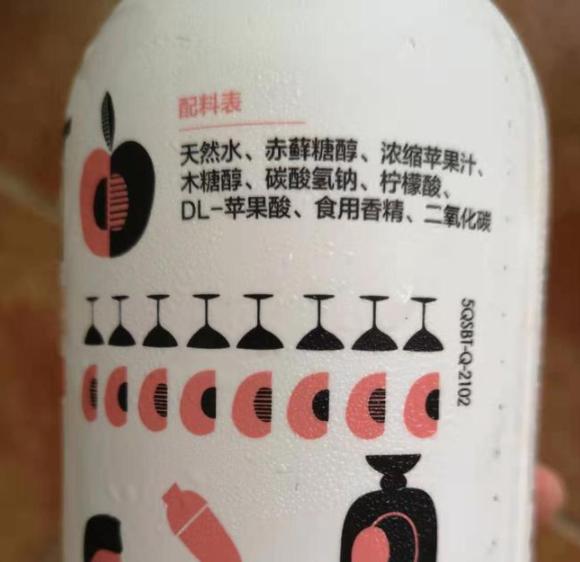 配料表
天然水、赤藓糖醇、浓缩苹果汁、
木糖醇、碳酸氢钠、柠檬酸、
DL-苹果酸、食用香精、二氧化碳
5QSBT-Q-2102